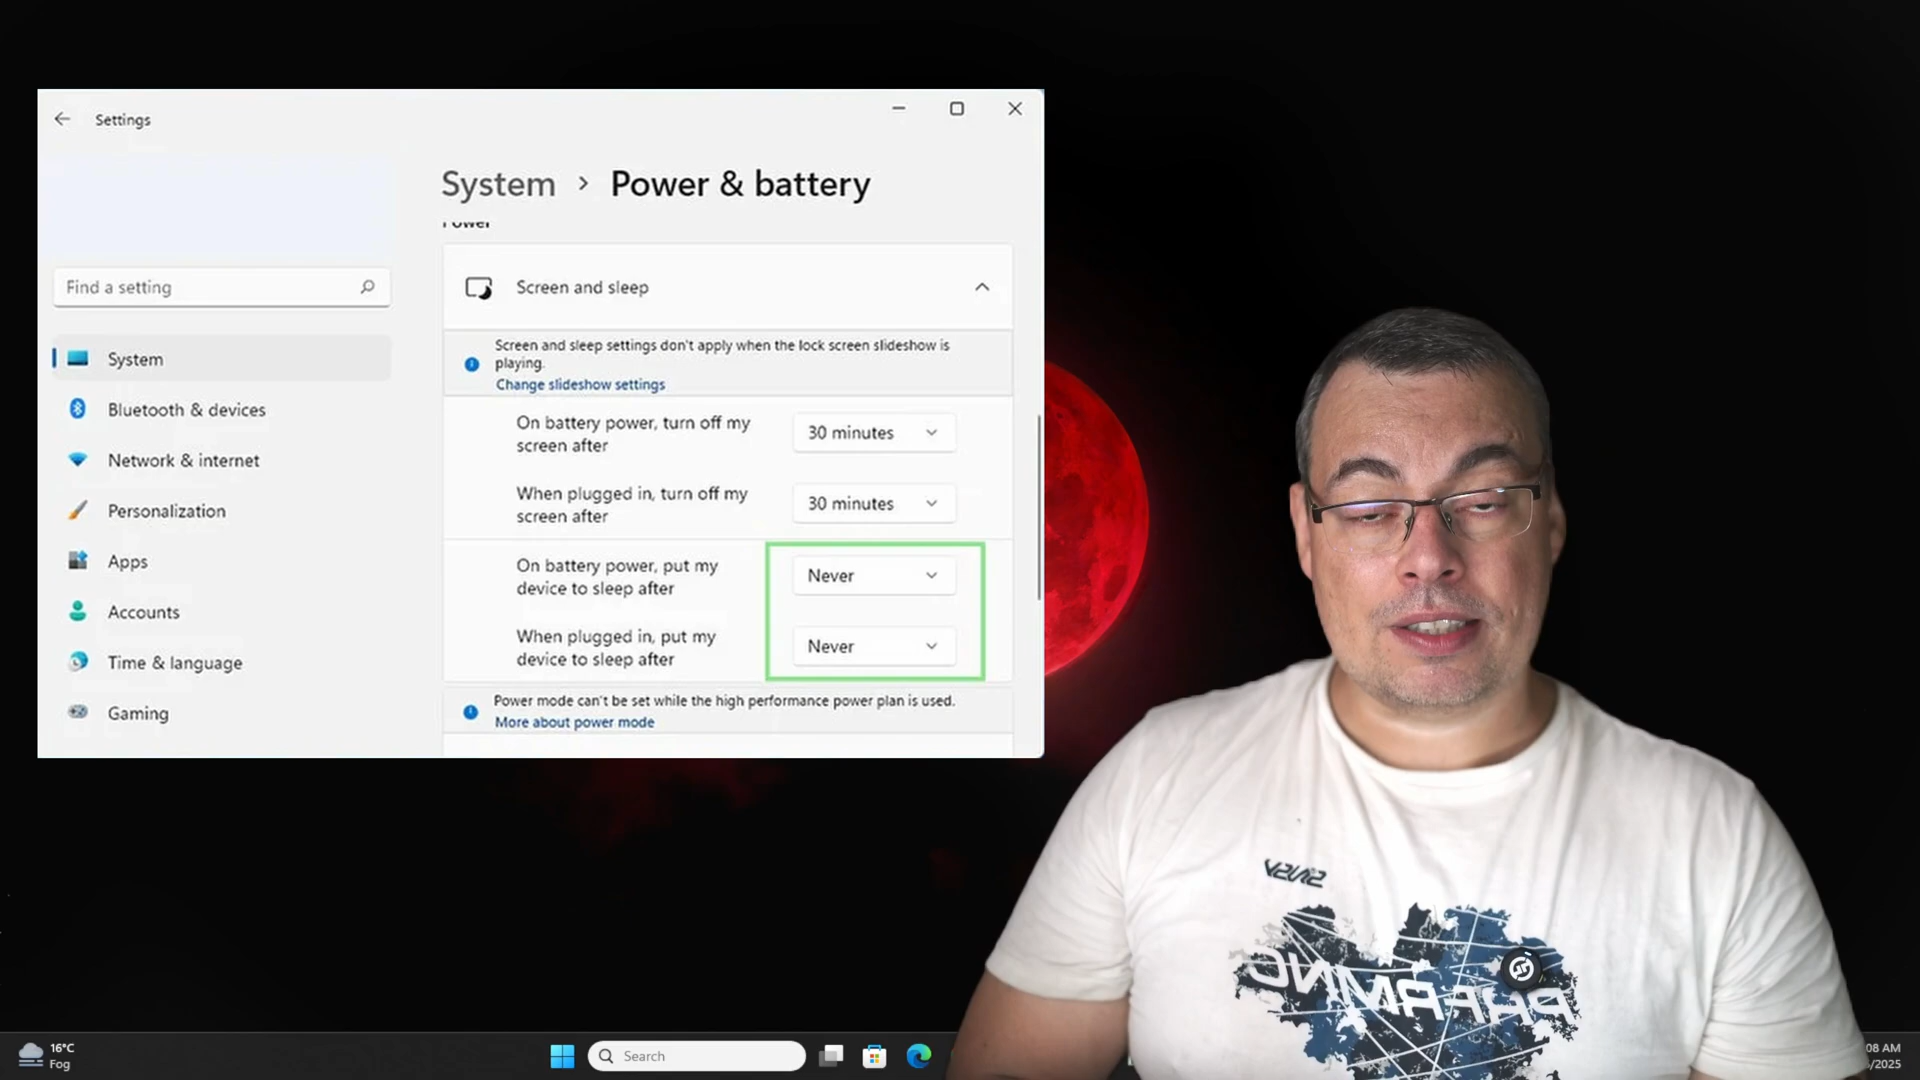 Settings
System > Power & battery
Power
Find a setting
Screen and sleep
Screen and sleep settings don't apply when the lock screen slideshow is
playing.
Change slideshow settings
System
Bluetooth & devices
Network & internet
Personalization
Apps
Accounts
Time & language
Gaming
On battery power, turn off my
screen after
30 minutes
When plugged in, turn off my
screen after
30 minutes
On battery power, put my
device to sleep after
Never
When plugged in, put my
device to sleep after
Never
Power mode can't be set while the high performance power plan is used.
More about power mode
16°C
Fog
Search
08 AM
/2025